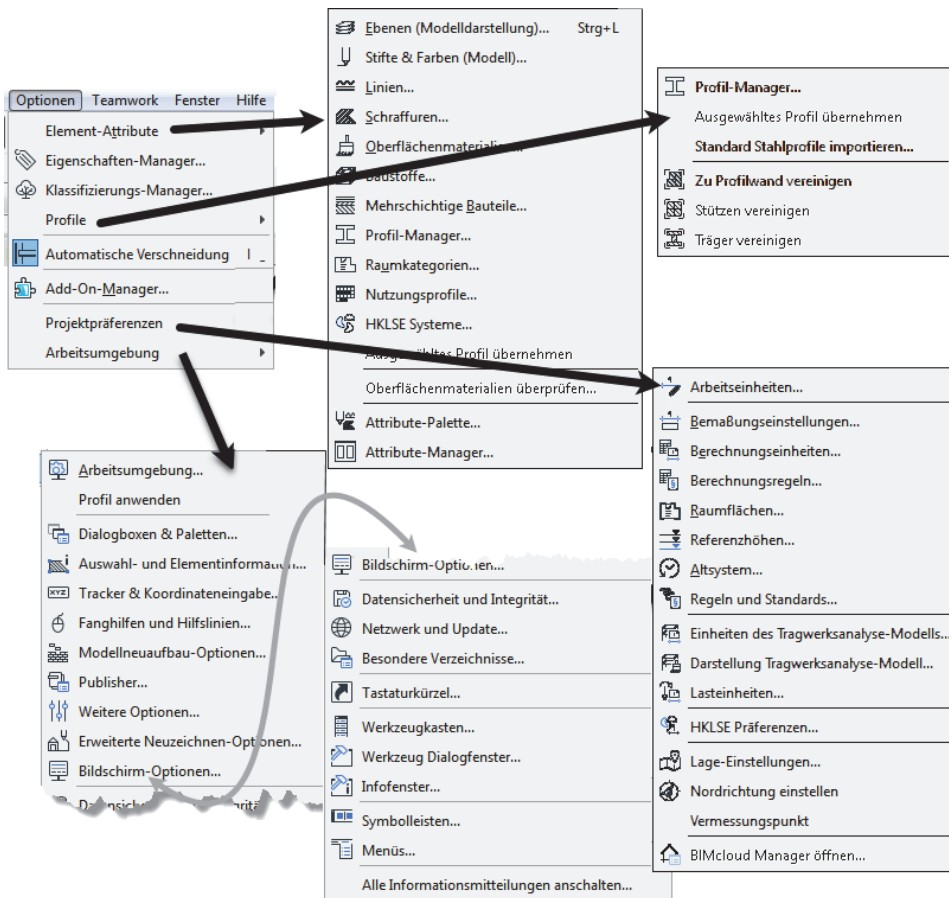 Optionen Teamwork Fenster Hilfe
Element-Attribute
Eigenschaften-Manager...
Klassifizierungs-Manager...
Profile
Automatische Verschneidung
Add-On-Manager...
Projektpräferenzen
Arbeitsumgebung
Ebenen (Modelldarstellung)... Strg+L
Stifte & Farben (Modell)...
Linien...
Schraffuren...
Oberflächenmaterialien...
Baustoffe...
Mehrschichtige Bauteile...
Profil-Manager...
Raumkategorien...
Nutzungsprofile...
HKLSE Systeme...
Ausgewähltes Profil übernehmen
Oberflächenmaterialien überprüfen...
Attribute-Palette...
Attribute-Manager...
Profil-Manager...
Ausgewähltes Profil übernehmen
Standard Stahlprofile importieren...
Zu Profilwand vereinigen
Stützen vereinigen
Träger vereinigen
Arbeitsumgebung...
Profil anwenden
Dialogboxen & Paletten...
Auswahl- und Elementinformation...
XYZ Tracker & Koordinateneingabe...
Fanghilfen und Hilfslinien...
Modellneuaufbau-Optionen...
Publisher...
Weitere Optionen...
Erweiterte Neuzeichnen-Optionen...
Bildschirm-Optionen...
Bildschirm-Optionen...
Datensicherheit und Integrität...
Netzwerk und Update...
Besondere Verzeichnisse...
Tastaturkürzel...
Werkzeugkasten...
Werkzeug Dialogfenster...
Infofenster...
Symbolleisten...
Menüs...
Alle Informationsmitteilungen anschalten...
Arbeitseinheiten...
Bemaßungseinstellungen...
Berechnungseinheiten...
Berechnungsregeln...
Raumflächen...
Referenzhöhen...
Altsystem...
Regeln und Standards...
Einheiten des Tragwerksanalyse-Modells...
Darstellung Tragwerksanalyse-Modell...
Lasteinheiten...
HKLSE Präferenzen...
Lage-Einstellungen...
Nordrichtung einstellen
Vermessungspunkt
BIMcloud Manager öffnen...